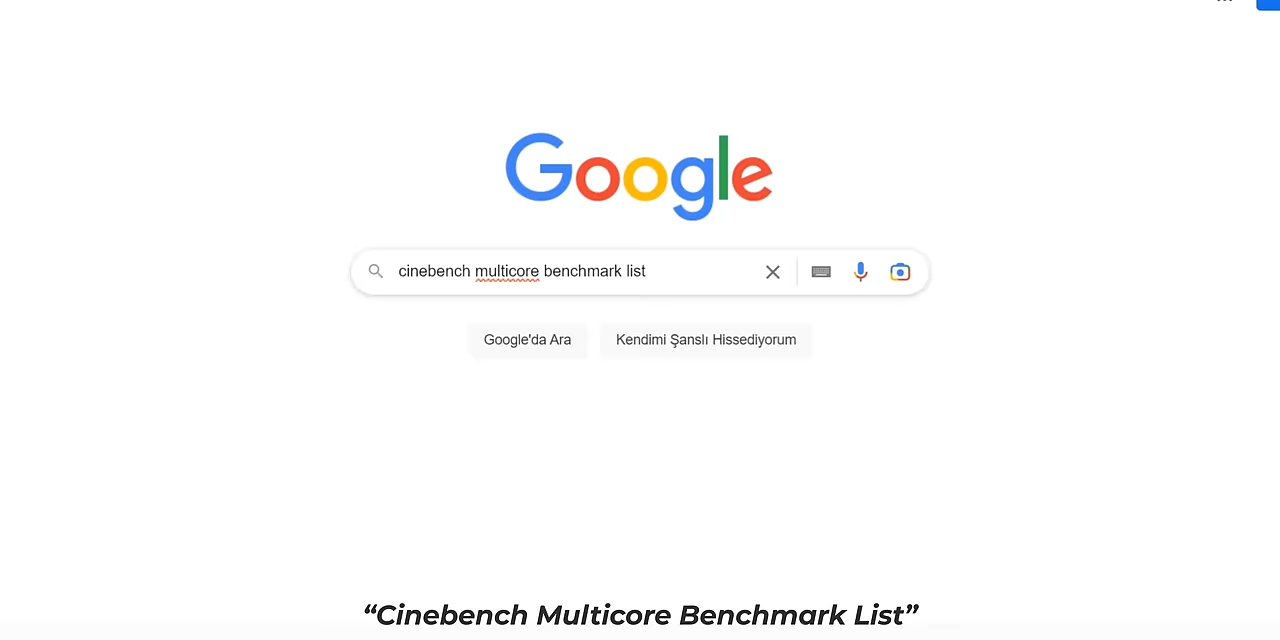 Google
cinebench multicore benchmark list
Google'da Ara
Kendimi Şanslı Hissediyorum
“Cinebench Multicore Benchmark List”